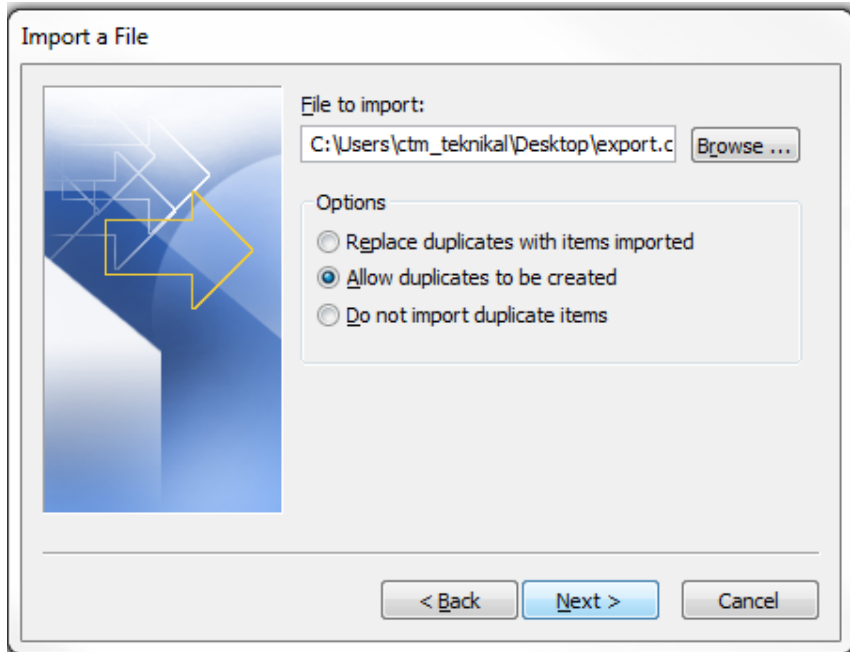 Import a File
File to import:
C:\Users\ctm_teknikal\Desktop\export.c
Browse ...
Options
Replace duplicates with items imported
Allow duplicates to be created
Do not import duplicate items
< Back
Next >
Cancel